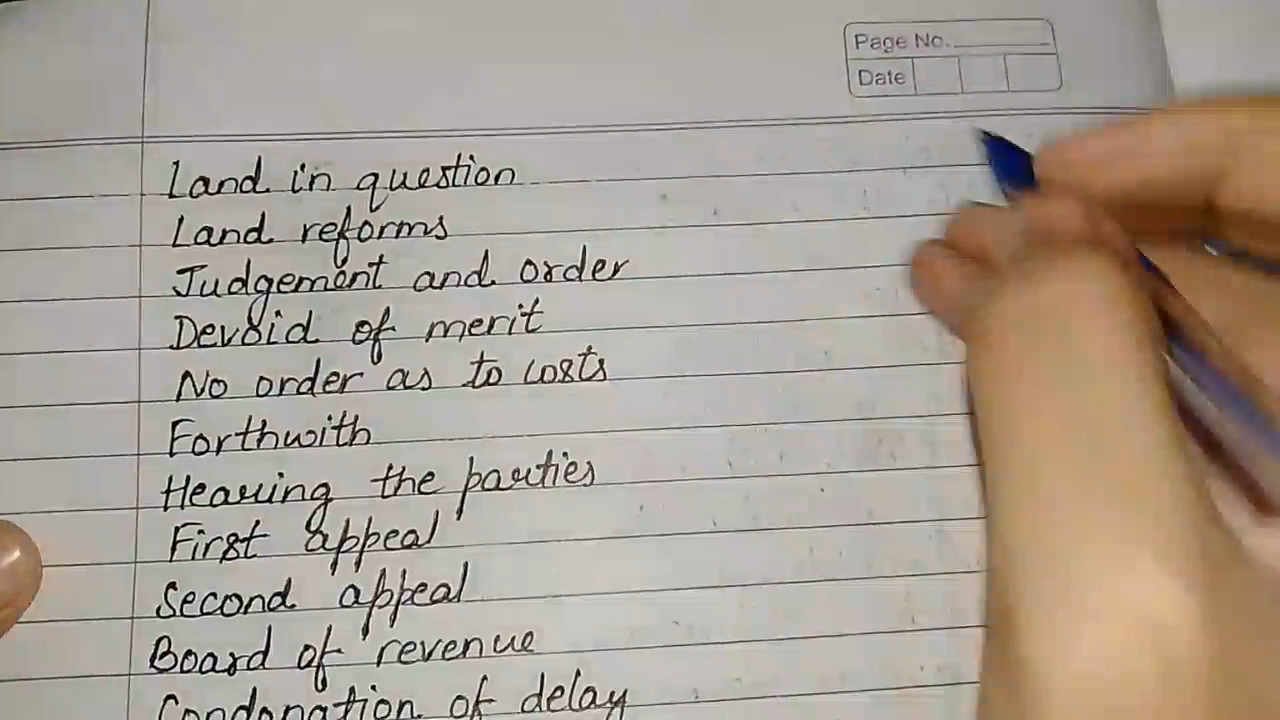 Page No.
Date
Land in question
Land reforms
Judgement and order
Devoid of merit
No order as to costs
Forthwith
Hearing the parties
First appeal
Second appeal
Board of revenue
Condonation of delay